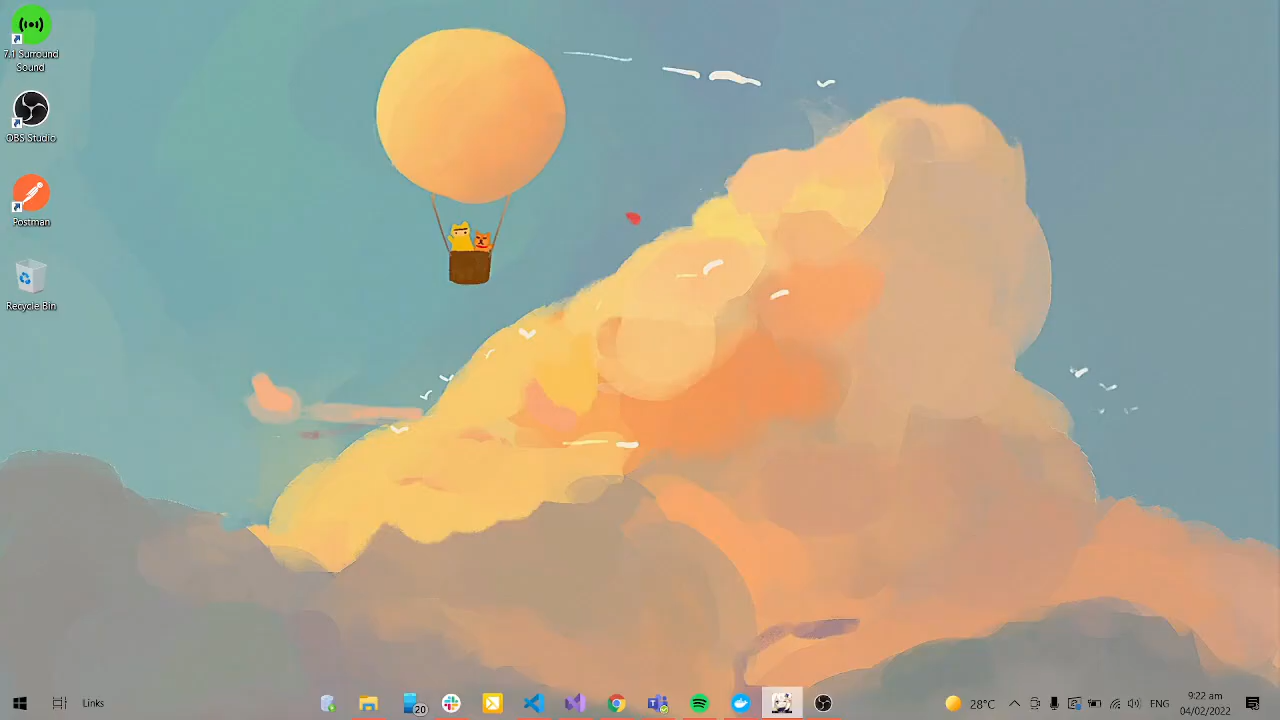 7.1 Surround
Sound
OBS Studio
Postman
Recycle Bin
Links
20
28°C
ENG
9:22 am
04/02/2022